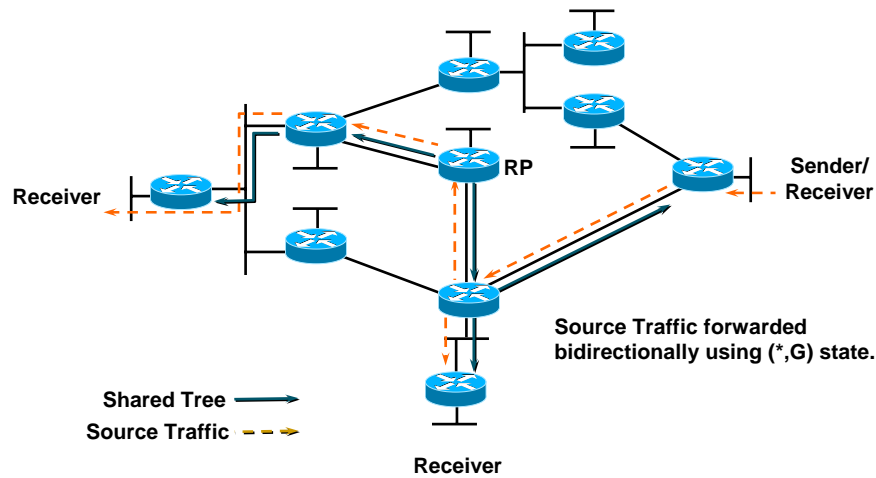 RP
Sender/
Receiver
Receiver
Source Traffic forwarded
bidirectionally using (*,G) state.
Shared Tree
Source Traffic
Receiver